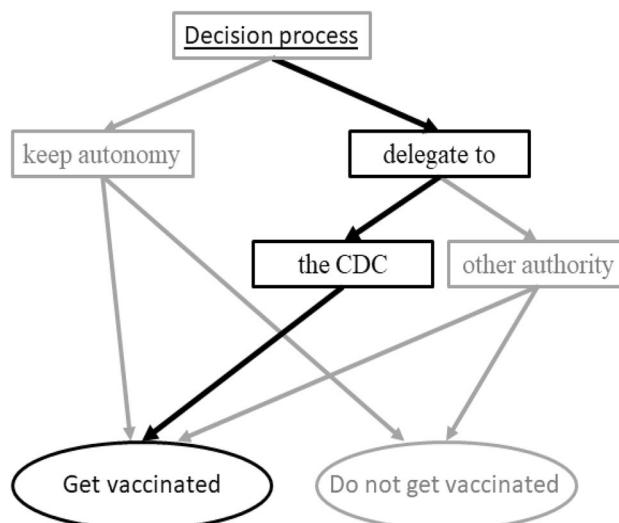 Decision process
keep autonomy
delegate to
the CDC
other authority
Get vaccinated
Do not get vaccinated